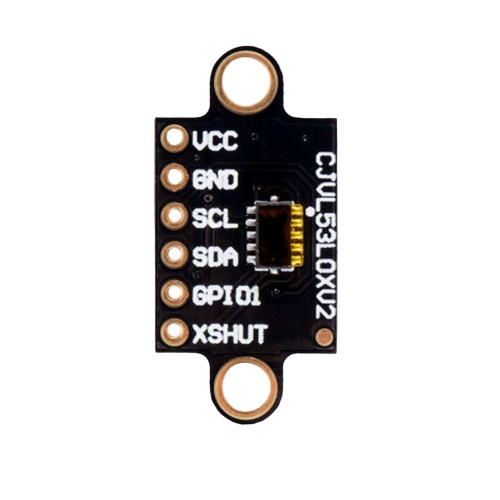 VCC
GND
SCL
SDA
GPIO1
XSHUT
CJVL53L0XV2